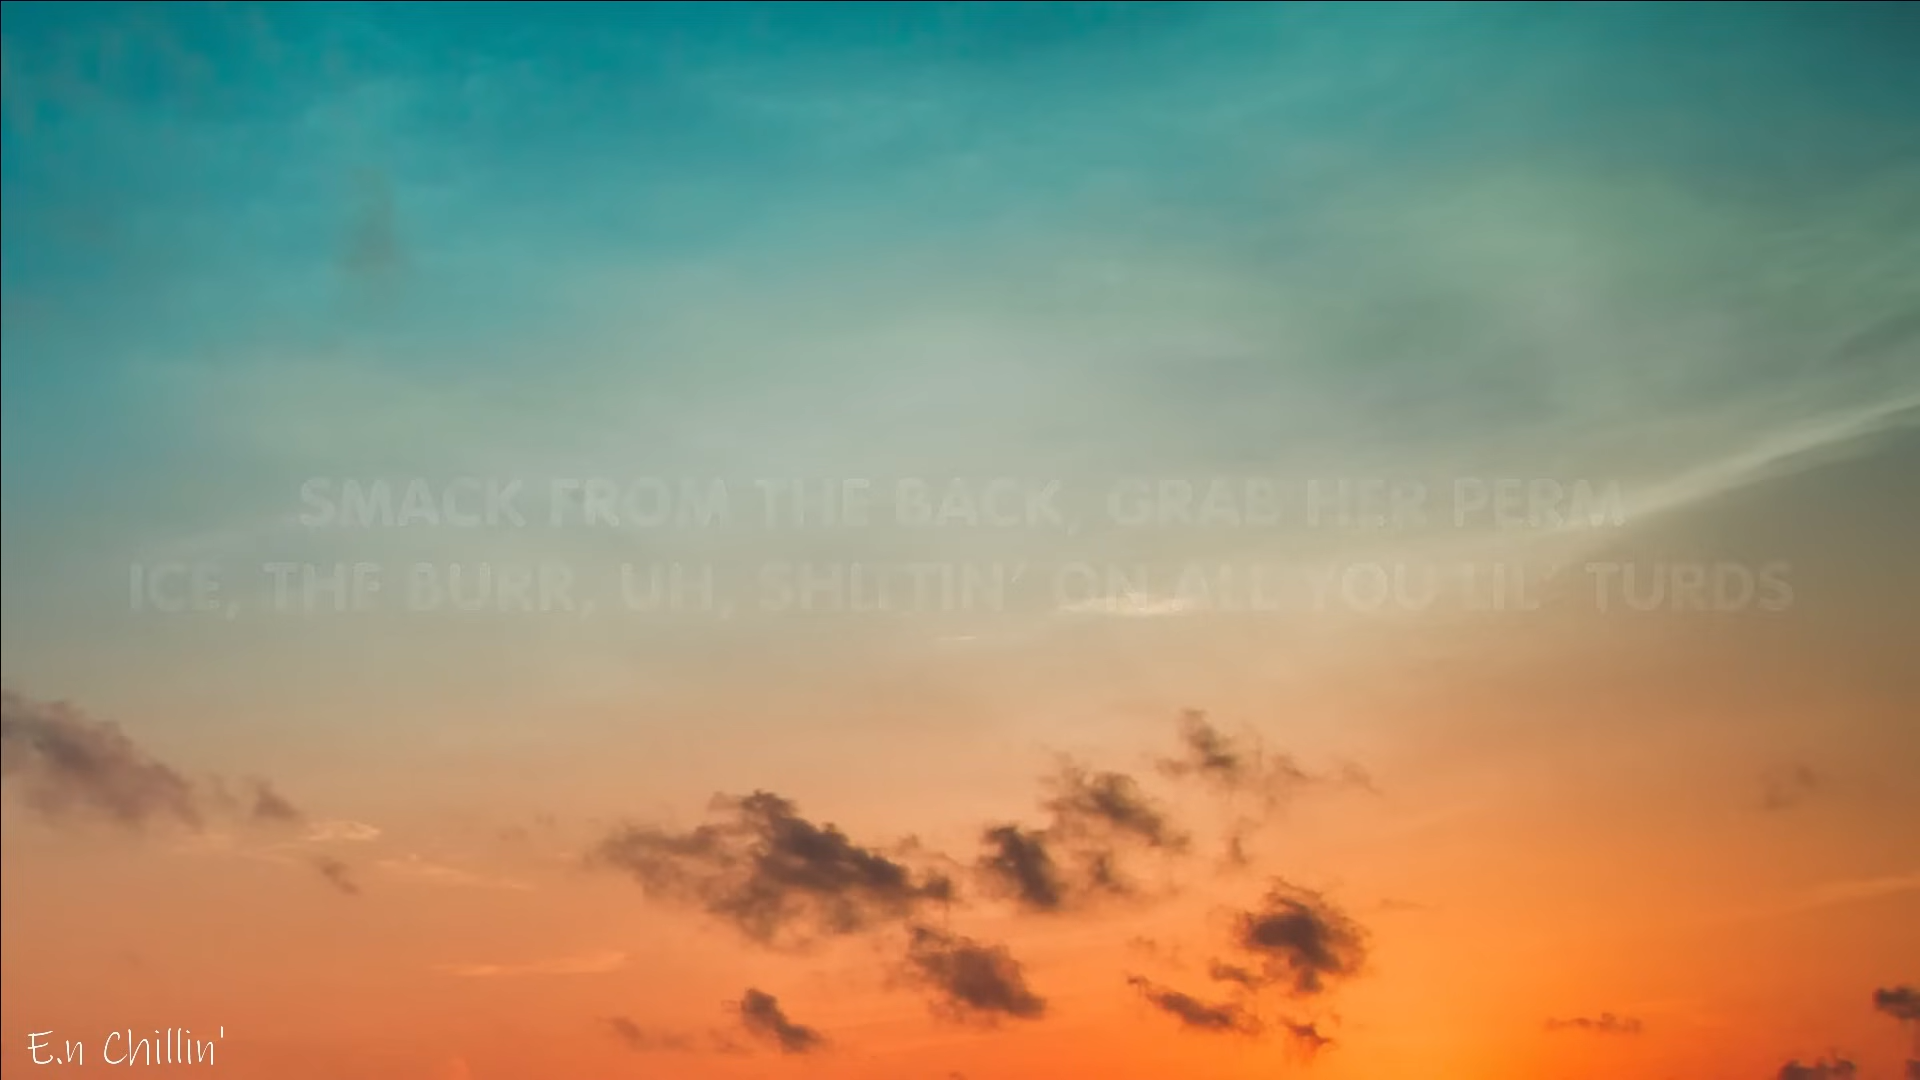 SMACK FROM THE BACK, GRAB HER PERM
ICE, THE BURR, UH, SHITTIN' ON ALL YOU LIL' TURDS
E.n Chillin'